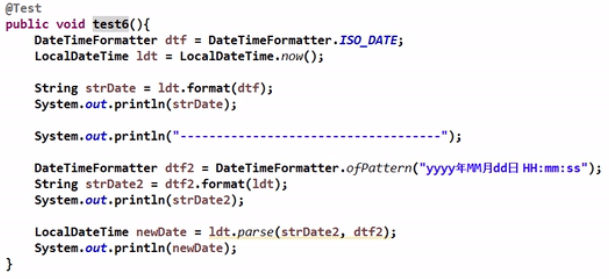 @Test
public void test6(){
DateTimeFormatter dtf = DateTimeFormatter.ISO_DATE;
LocalDateTime ldt = LocalDateTime.now();
String strDate = ldt.format(dtf);
System.out.println(strDate);
System.out.println("------------------------------------");
DateTimeFormatter dtf2 = DateTimeFormatter.ofPattern("yyyy年MM月dd日 HH:mm:ss");
String strDate2 = dtf2.format(ldt);
System.out.println(strDate2);
LocalDateTime newDate = ldt.parse(strDate2, dtf2);
System.out.println(newDate);
}